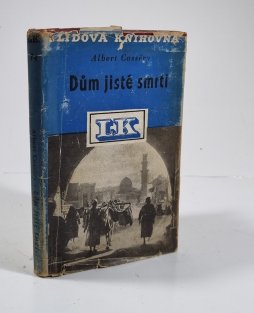 LIDOVÁ KNIHOVNA
Albert Cossery
Dům jisté smrti
LK